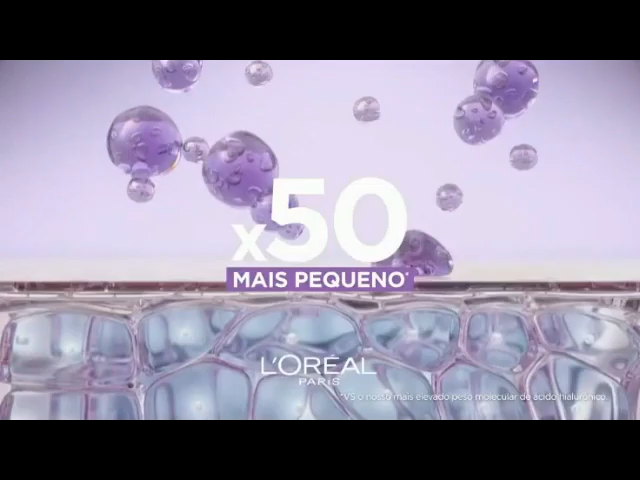 x50
MAIS PEQUENO*
L'ORÉAL
PARIS
*VS o nosso mais elevado peso molecular de ácido hialurónico.